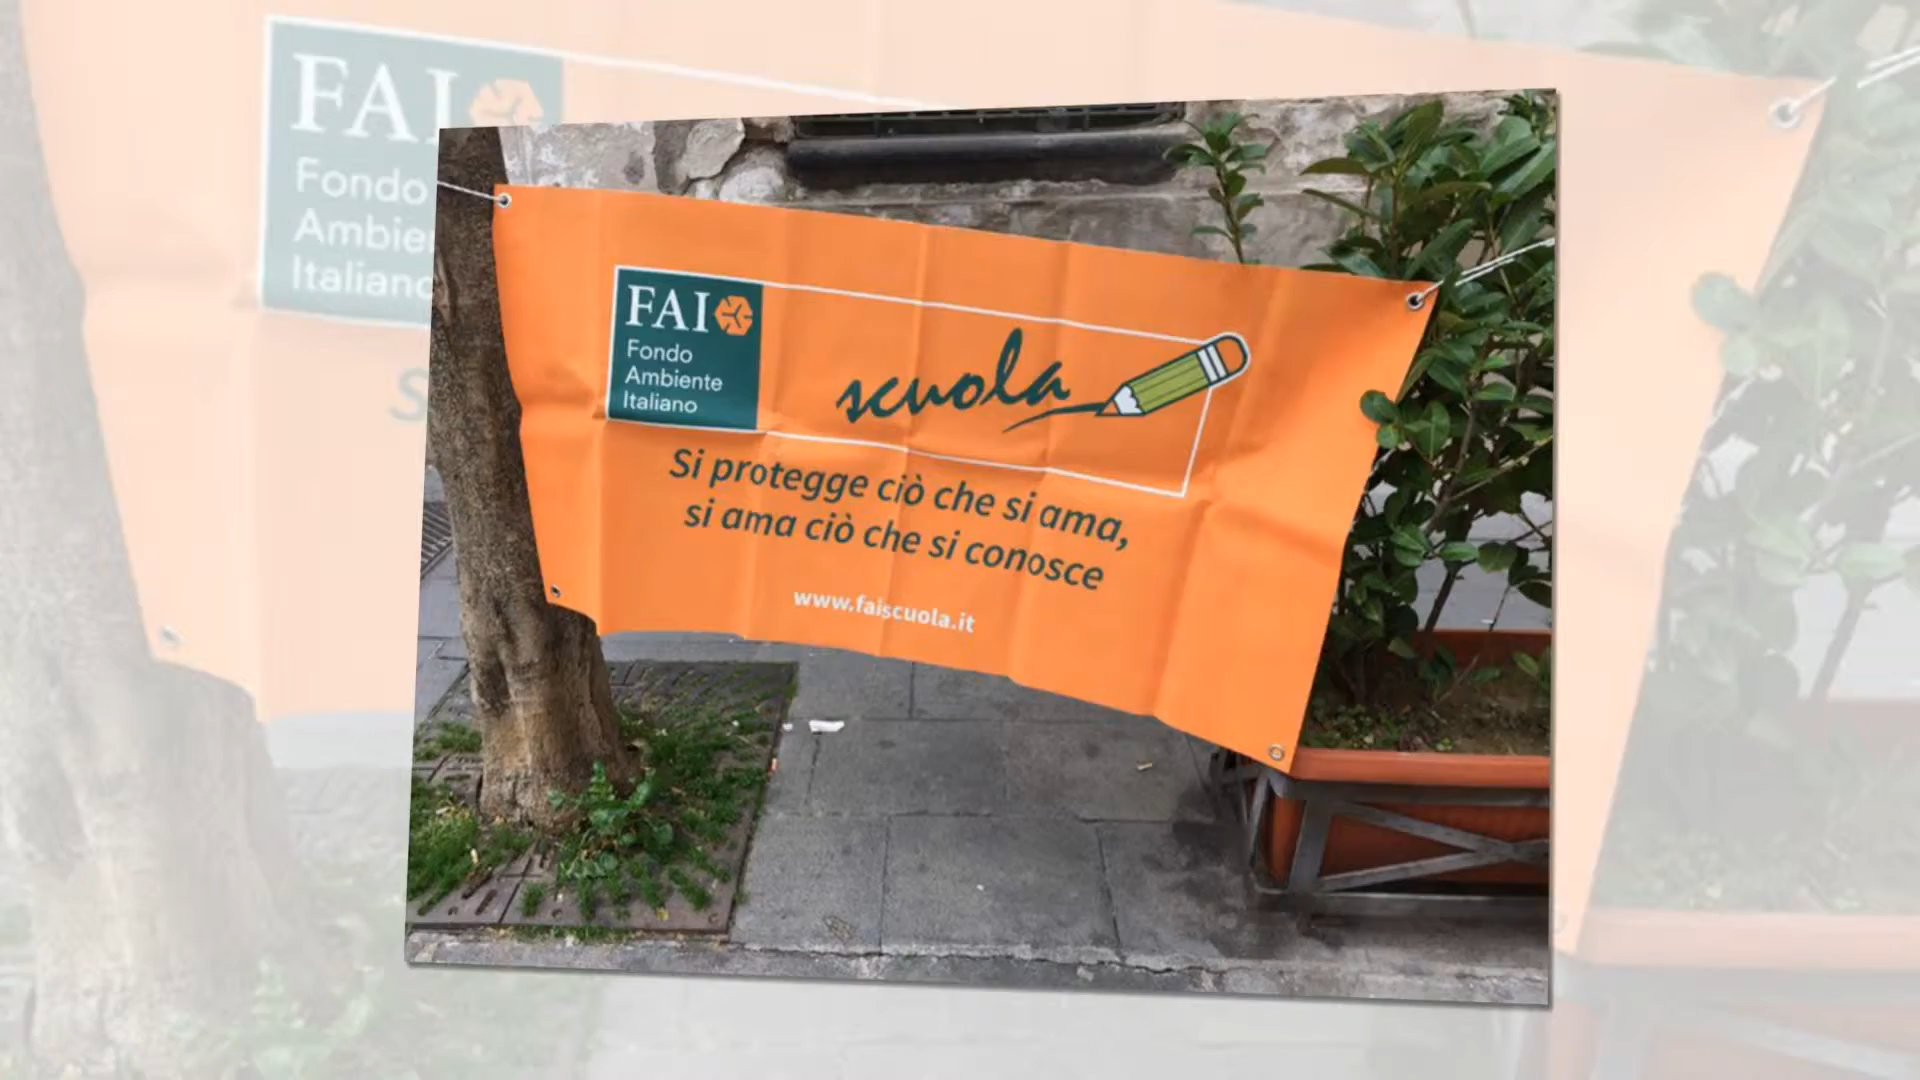 FAI
Fondo
Ambiente
Italiano
scuola
Si protegge ciò che si ama,
si ama ciò che si conosce
www.faiscuola.it